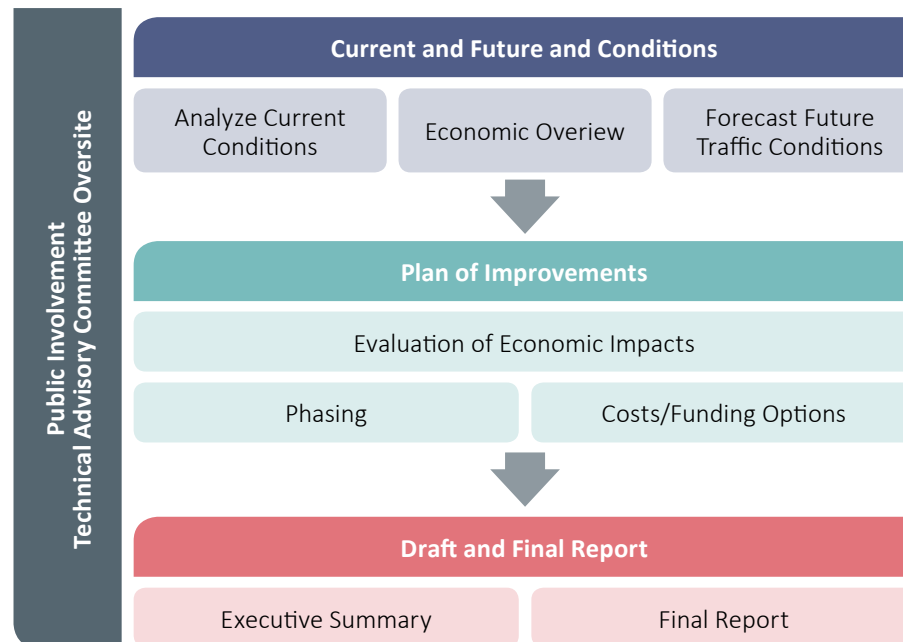 Public Involvement
Technical Advisory Committee Oversite
Current and Future and Conditions
Analyze Current
Conditions
Economic Overiew
Forecast Future
Traffic Conditions
Plan of Improvements
Evaluation of Economic Impacts
Phasing
Costs/Funding Options
Draft and Final Report
Executive Summary
Final Report